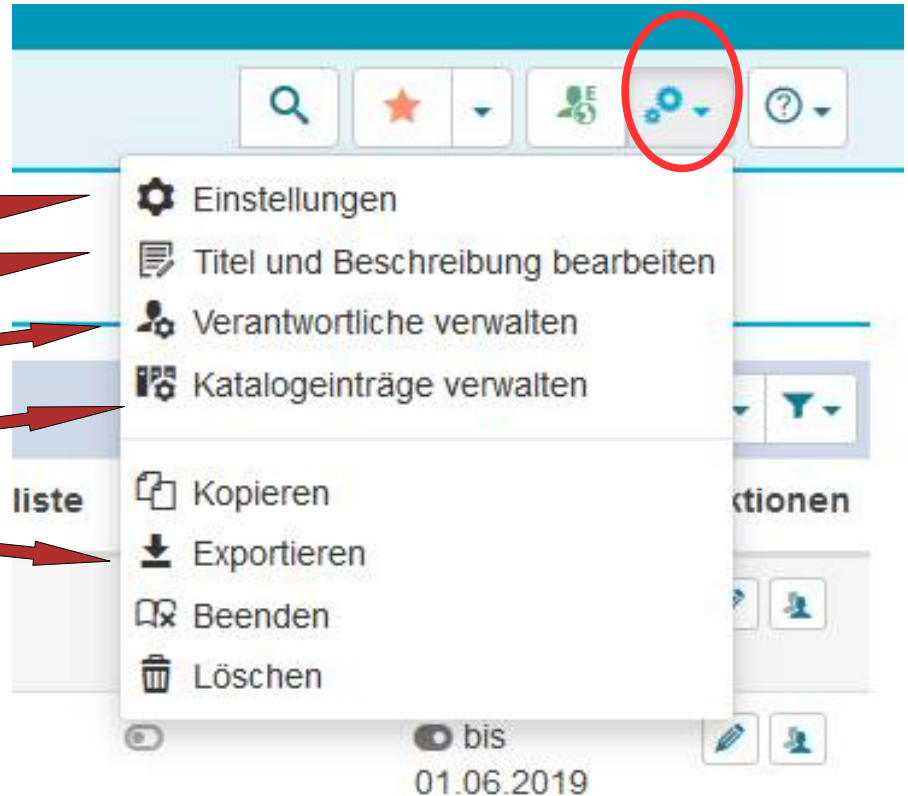 E
Einstellungen
Titel und Beschreibung bearbeiten
Verantwortliche verwalten
Katalogeinträge verwalten
liste
ktionen
Kopieren
Exportieren
Beenden
Löschen
bis
01.06.2019